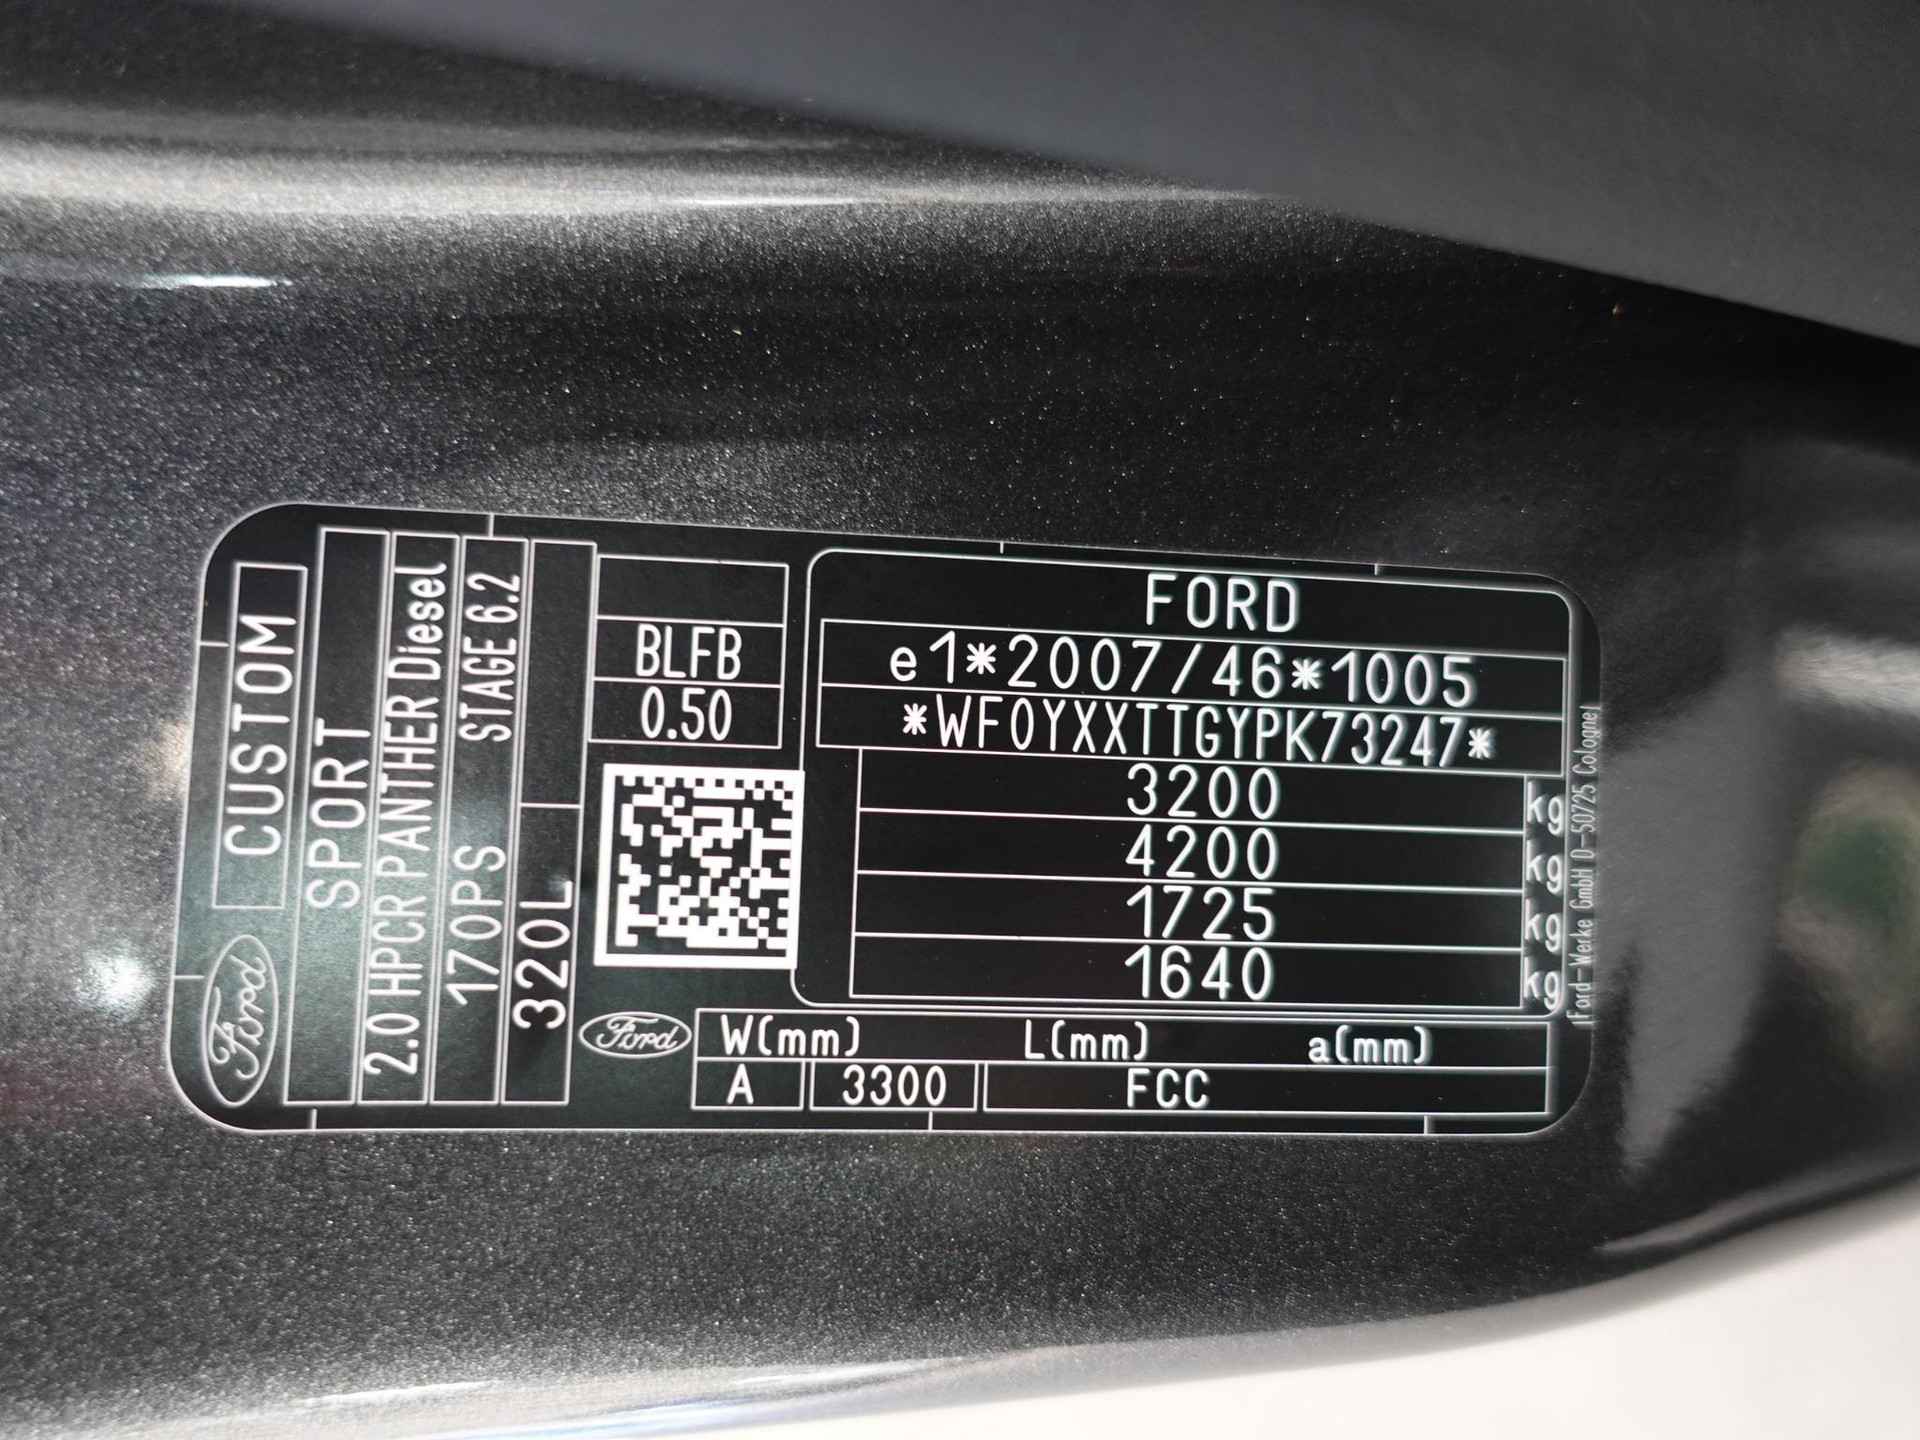 Ford
CUSTOM
SPORT
2.0 HPCR PANTHER Diesel
170PS STAGE 6.2
320L
BLFB
0.50
FORD
e1*2007/46*1005
*WF0YXXTTGYPK73247*
3200 kg
4200 kg
1725 kg
1640 kg
Ford
W(mm) L(mm) a(mm)
A 3300 FCC
Ford-Werke GmbH D-50725 Cologne